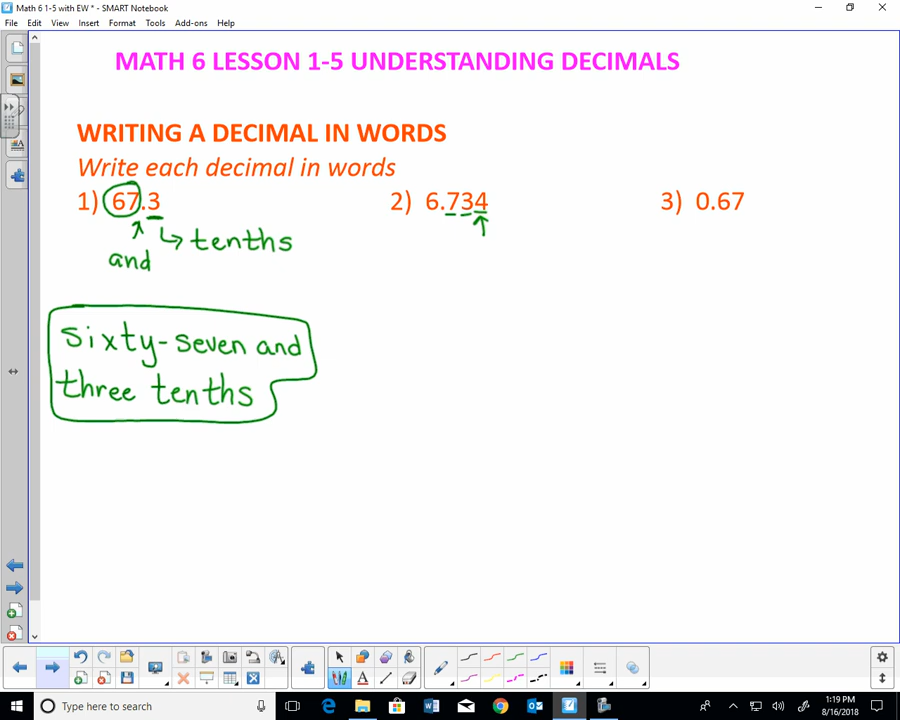 Math 6 1-5 with EW * - SMART Notebook
File Edit View Insert Format Tools Add-ons Help
MATH 6 LESSON 1-5 UNDERSTANDING DECIMALS
WRITING A DECIMAL IN WORDS
Write each decimal in words
1) 67.3 2) 6.734 3) 0.67
tenths
and
sixty-seven and
three tenths
A
Type here to search
1:19 PM
8/16/2018